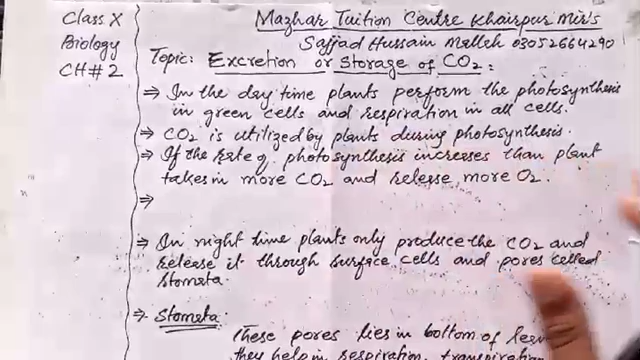 Class X
Biology
CH# 2
Mazhar Tuition Centre Khairpur Mir's
Sajjad Hussain Malleh 03052664290
Topic: Excretion or Storage of CO₂:
⇒ In the day time plants perform the photosynthesis
in green cells and respiration in all cells.
⇒ CO₂ is utilized by plants during photosynthesis.
⇒ If the rate of photosynthesis increases than plant
takes in more CO₂ and release more O₂.
⇒
⇒ In night time plants only produce the CO₂ and
release it through surface cells and pores called
Stomata
⇒ Stomata:
These pores lies in bottom of
they help in respiration, transpiration